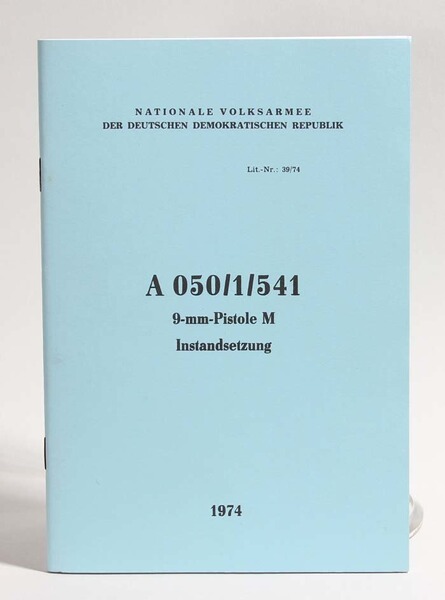 NATIONALE VOLKSARMEE
DER DEUTSCHEN DEMOKRATISCHEN REPUBLIK
Lit.-Nr.: 39/74
A 050/1/541
9-mm-Pistole M
Instandsetzung
1974